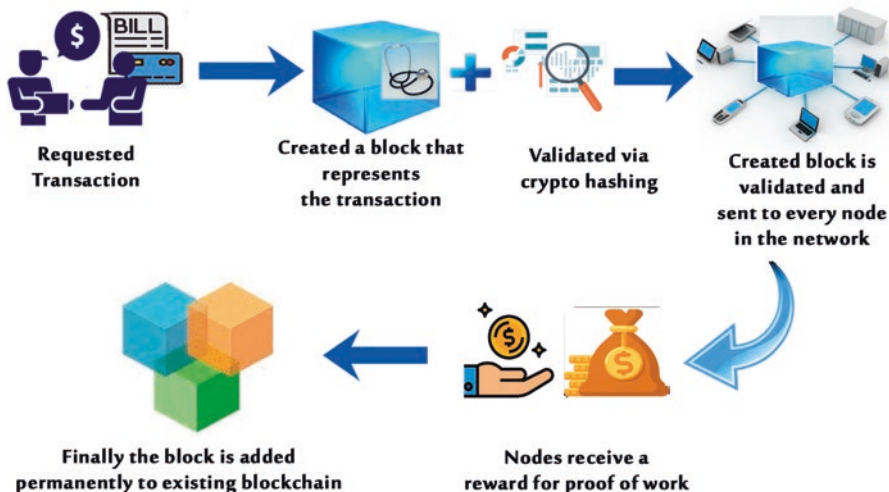 $
BILL
Requested
Transaction
Created a block that
represents
the transaction
Validated via
crypto hashing
Created block is
validated and
sent to every node
in the network
$
$
Finally the block is added
permanently to existing blockchain
Nodes receive a
reward for proof of work